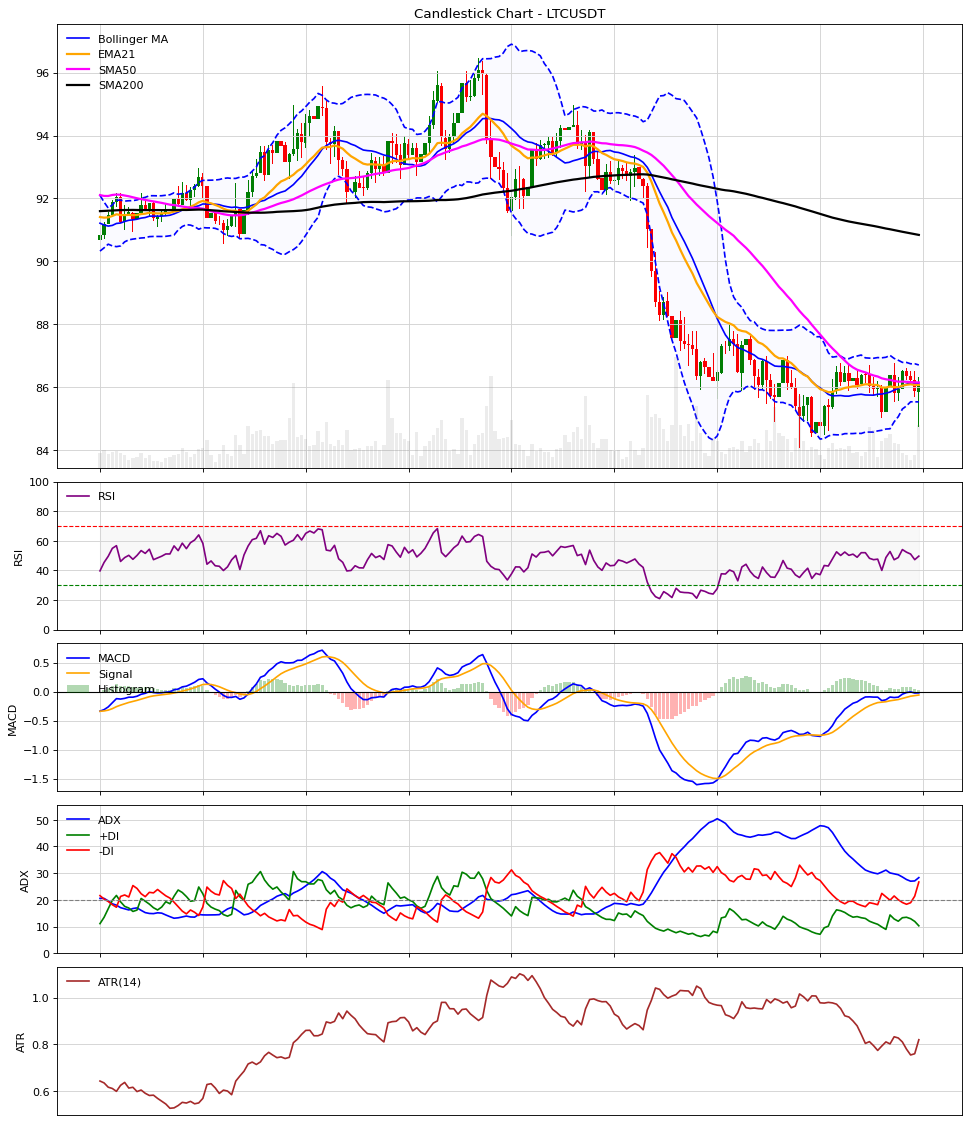 Candlestick Chart - LTCUSDT
Bollinger MA
EMA21
SMA50
SMA200
96
94
92
90
88
86
84
100
80
60
40
20
0
RSI
RSI
0.5
0.0
−0.5
−1.0
−1.5
MACD
MACD
Signal
Histogram
50
40
30
20
10
0
ADX
ADX
+DI
-DI
1.0
0.8
0.6
ATR
ATR(14)